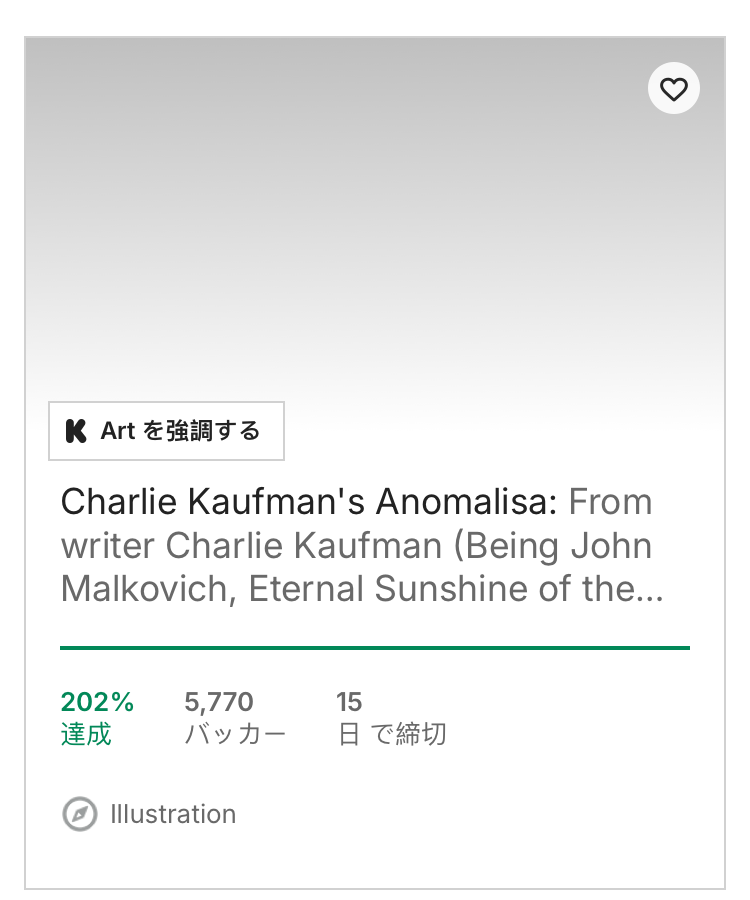 Art を強調する
Charlie Kaufman's Anomalisa: From
writer Charlie Kaufman (Being John
Malkovich, Eternal Sunshine of the...
202% 5,770 15
達成 バッカー 日 で締切
Illustration